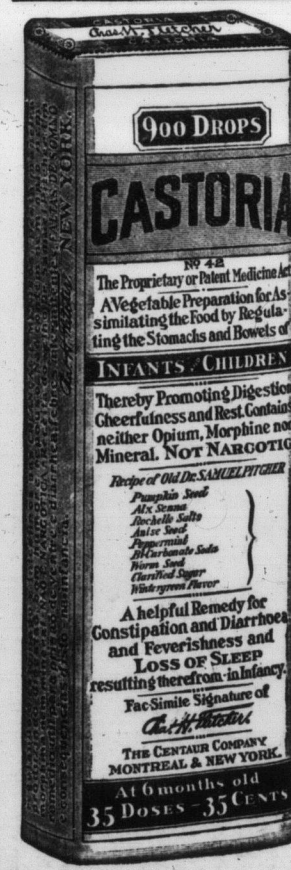 CASTORIA
Chas. H. Fletcher
900 DROPS
CASTORIA
No 42
The Proprietary or Patent Medicine Act
A Vegetable Preparation for As-
similating the Food by Regula-
ting the Stomachs and Bowels of
INFANTS CHILDREN
Thereby Promoting Digestion
Cheerfulness and Rest. Contains
neither Opium, Morphine nor
Mineral. NOT NARCOTIC
Recipe of Old Dr. SAMUEL PITCHER
Pumpkin Seed
Alx Senna
Rochelle Salts
Anise Seed
Peppermint
Bi Carbonate Soda
Worm Seed
Clarified Sugar
Wintergreen Flavor
A helpful Remedy for
Constipation and Diarrhoea
and Feverishness and
LOSS OF SLEEP
resulting therefrom-in Infancy.
Fac-Simile Signature of
Chas. H. Fletcher.
THE CENTAUR COMPANY
MONTREAL & NEW YORK.
At 6 months old
35 DOSES - 35 CENTS
NEW YORK.